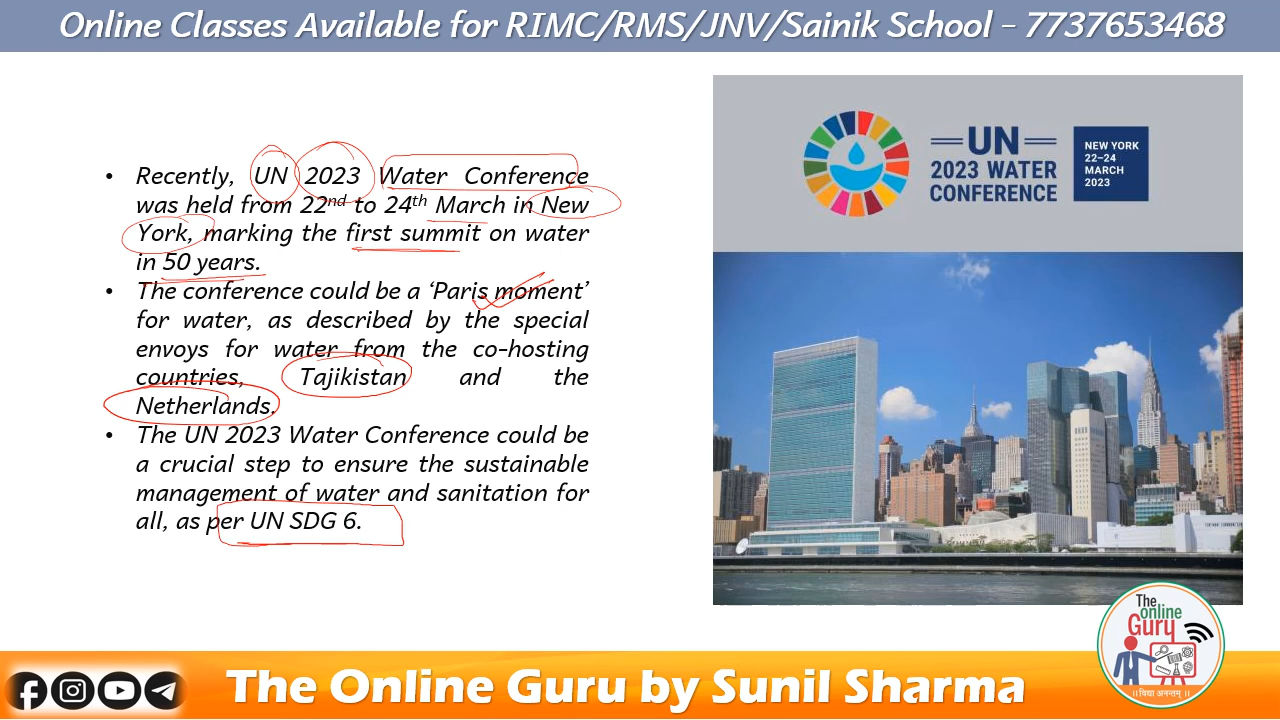 Online Classes Available for RIMC/RMS/JNV/Sainik School – 7737653468
• Recently, UN 2023 Water Conference
was held from 22nd to 24th March in New
York, marking the first summit on water
in 50 years.
• The conference could be a ‘Paris moment’
for water, as described by the special
envoys for water from the co-hosting
countries, Tajikistan and the
Netherlands.
• The UN 2023 Water Conference could be
a crucial step to ensure the sustainable
management of water and sanitation for
all, as per UN SDG 6.
UN
2023 WATER
CONFERENCE
NEW YORK
22–24
MARCH
2023
The
online
Guru
।। विद्या अनन्तम् ।।
The Online Guru by Sunil Sharma